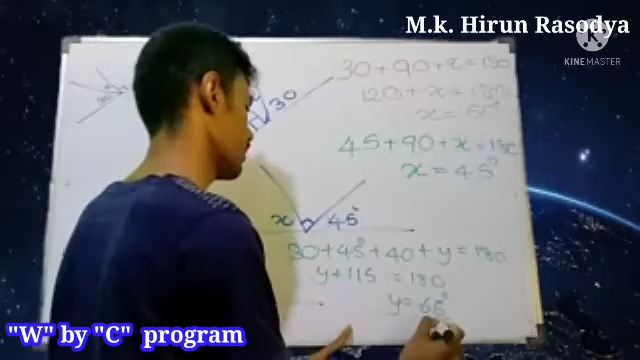 M.k. Hirun Rasodya
KINEMASTER
30
30 + 90 + x = 180
120 + x = 180
x = 60°
45 + 90 + x = 180
x = 45°
x 45°
30 + 45° + 40 + y = 180
y + 115 = 180
y = 65°
"W" by "C" program